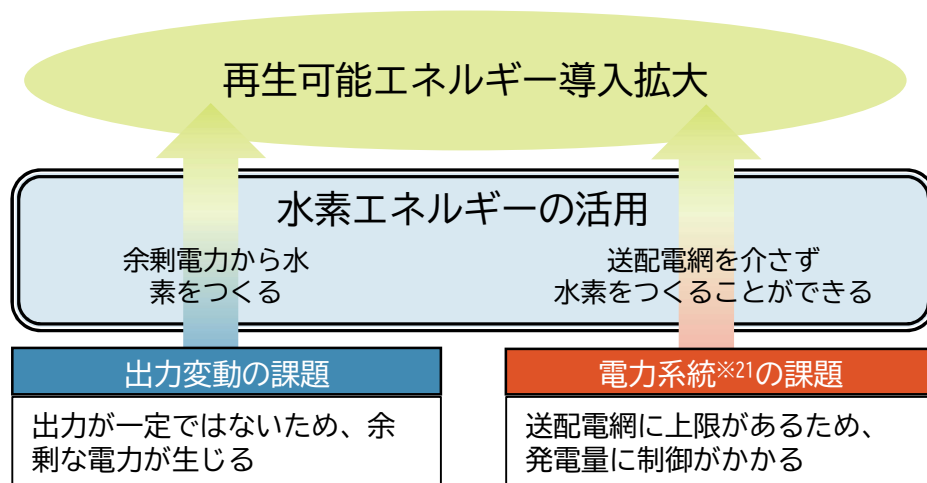 再生可能エネルギー導入拡大
水素エネルギーの活用
余剰電力から水
素をつくる
送配電網を介さず
水素をつくることができる
出力変動の課題
出力が一定ではないため、余
剰な電力が生じる
電力系統※21の課題
送配電網に上限があるため、
発電量に制御がかかる